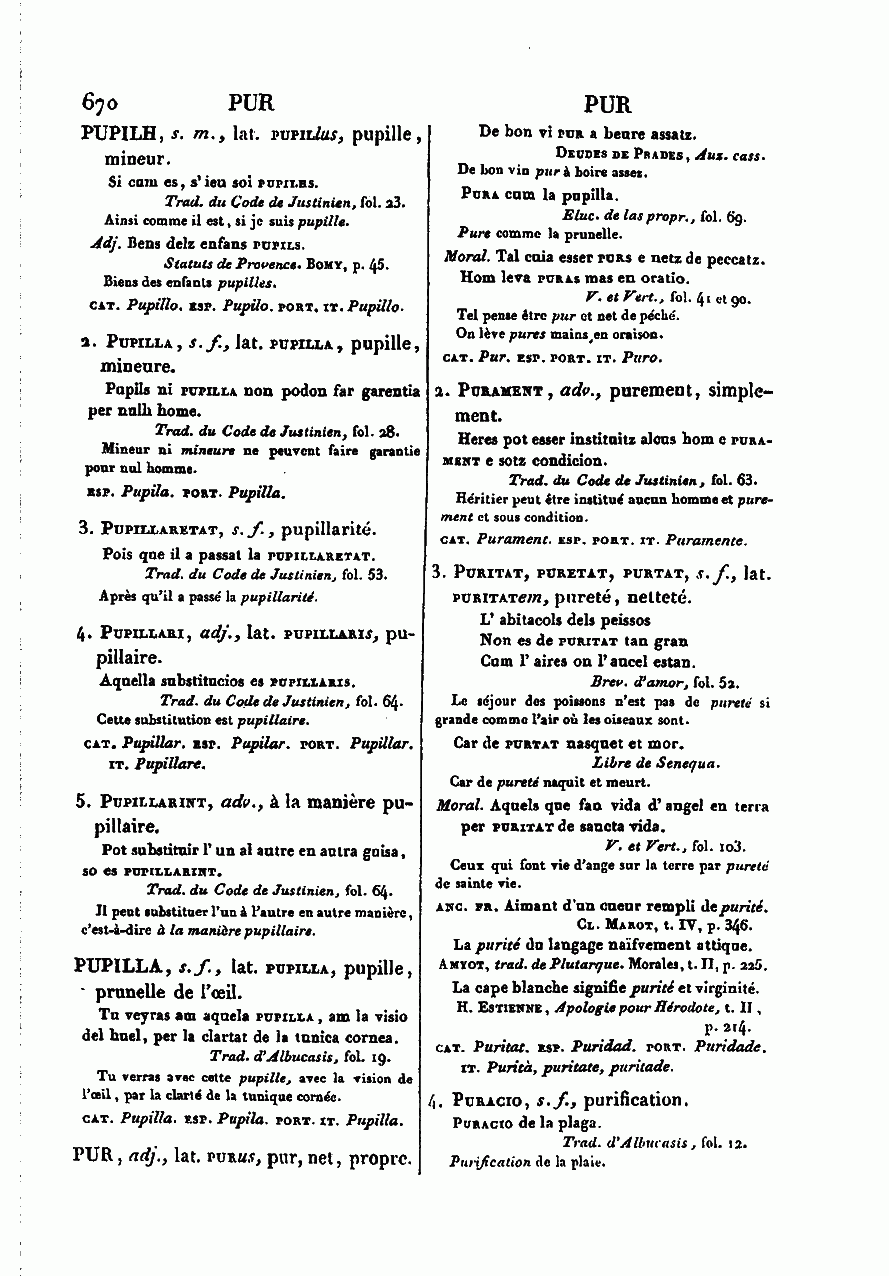 670 PUR
PUPILH, s. m., lat. PUPILlus, pupille,
mineur.
Si cum es, s'ieu soi PUPILHS.
Trad. du Code de Justinien, fol. 23.
Ainsi comme il est, si je suis pupille.
Adj. Bens delz enfans PUPILS.
Statuts de Provence. BOMY, p. 45.
Biens des enfants pupilles.
CAT. Pupillo. ESP. Pupilo. PORT. IT. Pupillo.
2. PUPILLA, s. f., lat. PUPILLA, pupille,
mineure.
Pupils ni PUPILLA non podon far garentia
per nulh home.
Trad. du Code de Justinien, fol. 28.
Mineur ni mineure ne peuvent faire garantie
pour nul homme.
ESP. Pupila. PORT. Pupilla.
3. PUPILLARETAT, s. f., pupillarité.
Pois que il a passat la PUPILLARETAT.
Trad. du Code de Justinien, fol. 53.
Après qu'il a passé la pupillarité.
4. PUPILLARI, adj., lat. PUPILLARIS, pu-
pillaire.
Aquella substitucios es PUPILLARIS.
Trad. du Code de Justinien, fol. 64.
Cette substitution est pupillaire.
CAT. Pupillar. ESP. Pupilar. PORT. Pupillar.
IT. Pupillare.
5. PUPILLARINT, adv., à la manière pu-
pillaire.
Pot substituir l'un al autre en autra guisa,
so es PUPILLARINT.
Trad. du Code de Justinien, fol. 64.
Il peut substituer l'un à l'autre en autre manière,
c'est-à-dire à la manière pupillaire.
PUPILLA, s. f., lat. PUPILLA, pupille,
prunelle de l'œil.
Tu veyras am aquela PUPILLA, am la visio
del huel, per la clartat de la tunica cornea.
Trad. d'Albucasis, fol. 19.
Tu verras avec cette pupille, avec la vision de
l'œil, par la clarté de la tunique cornée.
CAT. Pupilla. ESP. Pupila. PORT. IT. Pupilla.
PUR, adj., lat. PURUS, pur, net, propre.
PUR
De bon vi PUR a beure assatz.
DEUDES DE PRADES, Aus. cass.
De bon vin pur à boire assez.
PURA cum la pupilla.
Eluc. de las propr., fol. 69.
Pure comme la prunelle.
Moral. Tal cuia esser PURS e netz de peccatz.
Hom leva PURAS mas en oratio.
V. et Vert., fol. 41 et 90.
Tel pense être pur et net de péché.
On lève pures mains en oraison.
CAT. Pur. ESP. PORT. IT. Puro.
2. PURAMENT, adv., purement, simple-
ment.
Heres pot esser instituitz alcus hom e PURA-
MENT e sotz condicion.
Trad. du Code de Justinien, fol. 63.
Héritier peut être institué aucun homme et pure-
ment et sous condition.
CAT. Purament. ESP. PORT. IT. Puramente.
3. PURITAT, PURETAT, PURTAT, s. f., lat.
PURITATem, pureté, netteté.
L' abitacols dels peissos
Non es de PURITAT tan gran
Cum l' aires on l' aucel estan.
Brev. d'amor, fol. 52.
Le séjour des poissons n'est pas de pureté si
grande comme l'air où les oiseaux sont.
Car de PURTAT nasquet et mor.
Libre de Senequa.
Car de pureté naquit et meurt.
Moral. Aquels que fan vida d' angel en terra
per PURITAT de sancta vida.
V. et Vert., fol. 103.
Ceux qui font vie d'ange sur la terre par pureté
de sainte vie.
ANC. FR. Aimant d'un cueur rempli de purité.
CL. MAROT, t. IV, p. 346.
La purité du langage naïfvement attique.
AMYOT, trad. de Plutarque. Morales, t. II, p. 225.
La cape blanche signifie purité et virginité.
H. ESTIENNE, Apologie pour Hérodote, t. II,
p. 214.
CAT. Puritat. ESP. Puridad. PORT. Puridade.
IT. Purità, puritate, puritade.
4. PURACIO, s. f., purification.
PURACIO de la plaga.
Trad. d'Albucasis, fol. 12.
Purification de la plaie.